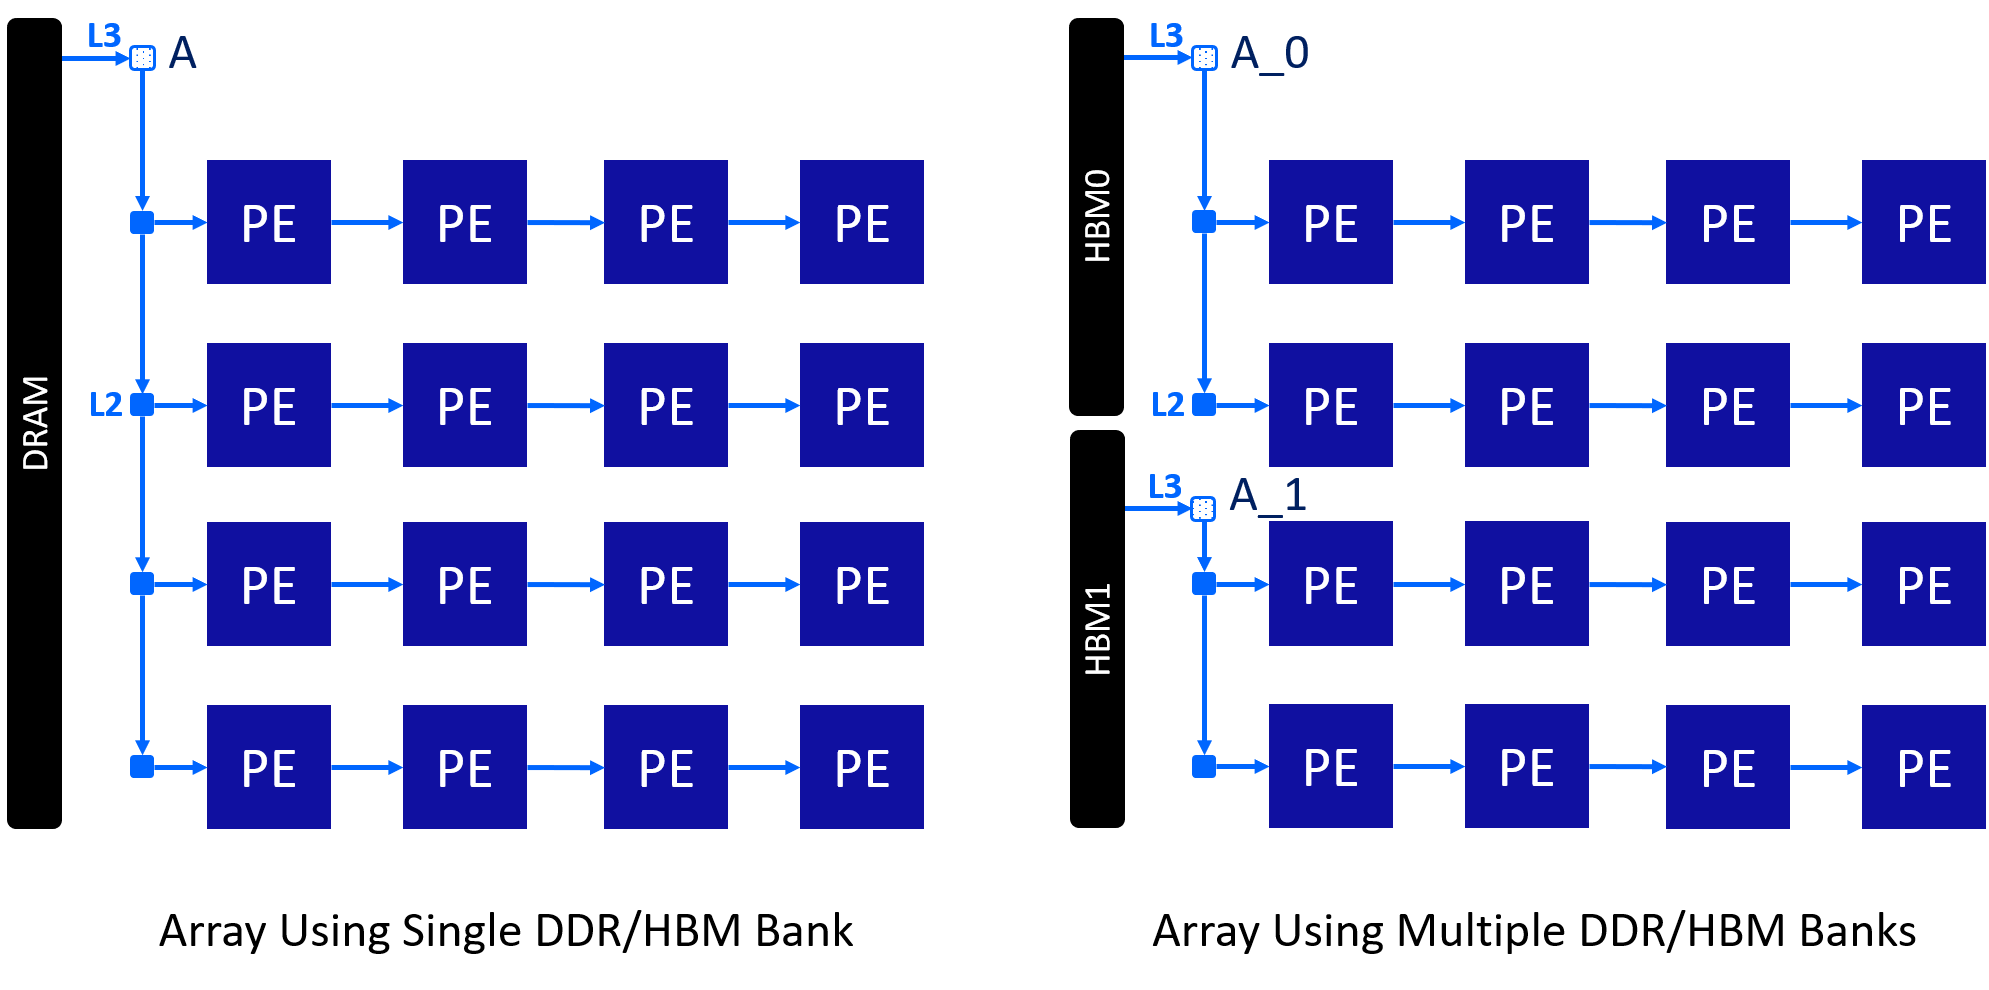 L3
A
DRAM
PE PE PE PE
L2
PE PE PE PE
PE PE PE PE
PE PE PE PE
Array Using Single DDR/HBM Bank
L3
A_0
HBM0
PE PE PE PE
L2
PE PE PE PE
L3
A_1
HBM1
PE PE PE PE
PE PE PE PE
Array Using Multiple DDR/HBM Banks